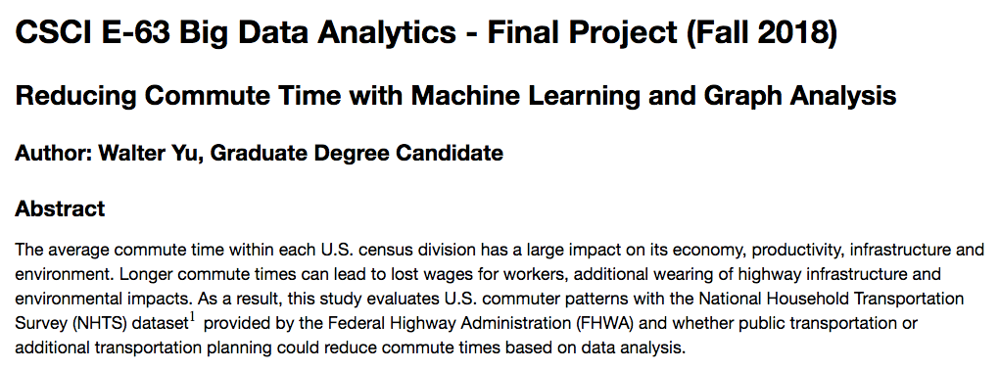 CSCI E-63 Big Data Analytics - Final Project (Fall 2018)
Reducing Commute Time with Machine Learning and Graph Analysis
Author: Walter Yu, Graduate Degree Candidate
Abstract
The average commute time within each U.S. census division has a large impact on its economy, productivity, infrastructure and
environment. Longer commute times can lead to lost wages for workers, additional wearing of highway infrastructure and
environmental impacts. As a result, this study evaluates U.S. commuter patterns with the National Household Transportation
Survey (NHTS) dataset1 provided by the Federal Highway Administration (FHWA) and whether public transportation or
additional transportation planning could reduce commute times based on data analysis.